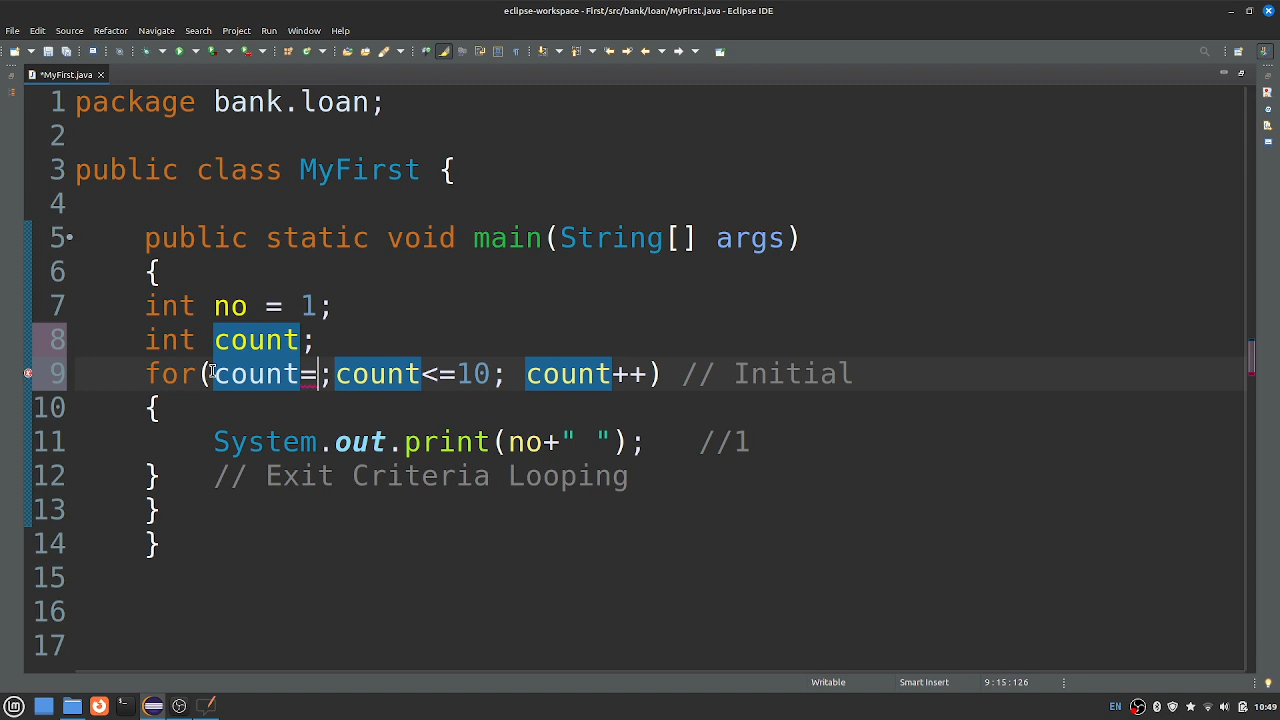 eclipse-workspace - First/src/bank/loan/MyFirst.java - Eclipse IDE
File Edit Source Refactor Navigate Search Project Run Window Help
*MyFirst.java
1 package bank.loan;
2
3 public class MyFirst {
4
5 public static void main(String[] args)
6 {
7 int no = 1;
8 int count;
9 for(count=;count<=10; count++) // Initial
10 {
11 System.out.print(no+" "); //1
12 } // Exit Criteria Looping
13 }
14 }
15
16
17
Writable Smart Insert 9 : 15 : 126
EN 10:49